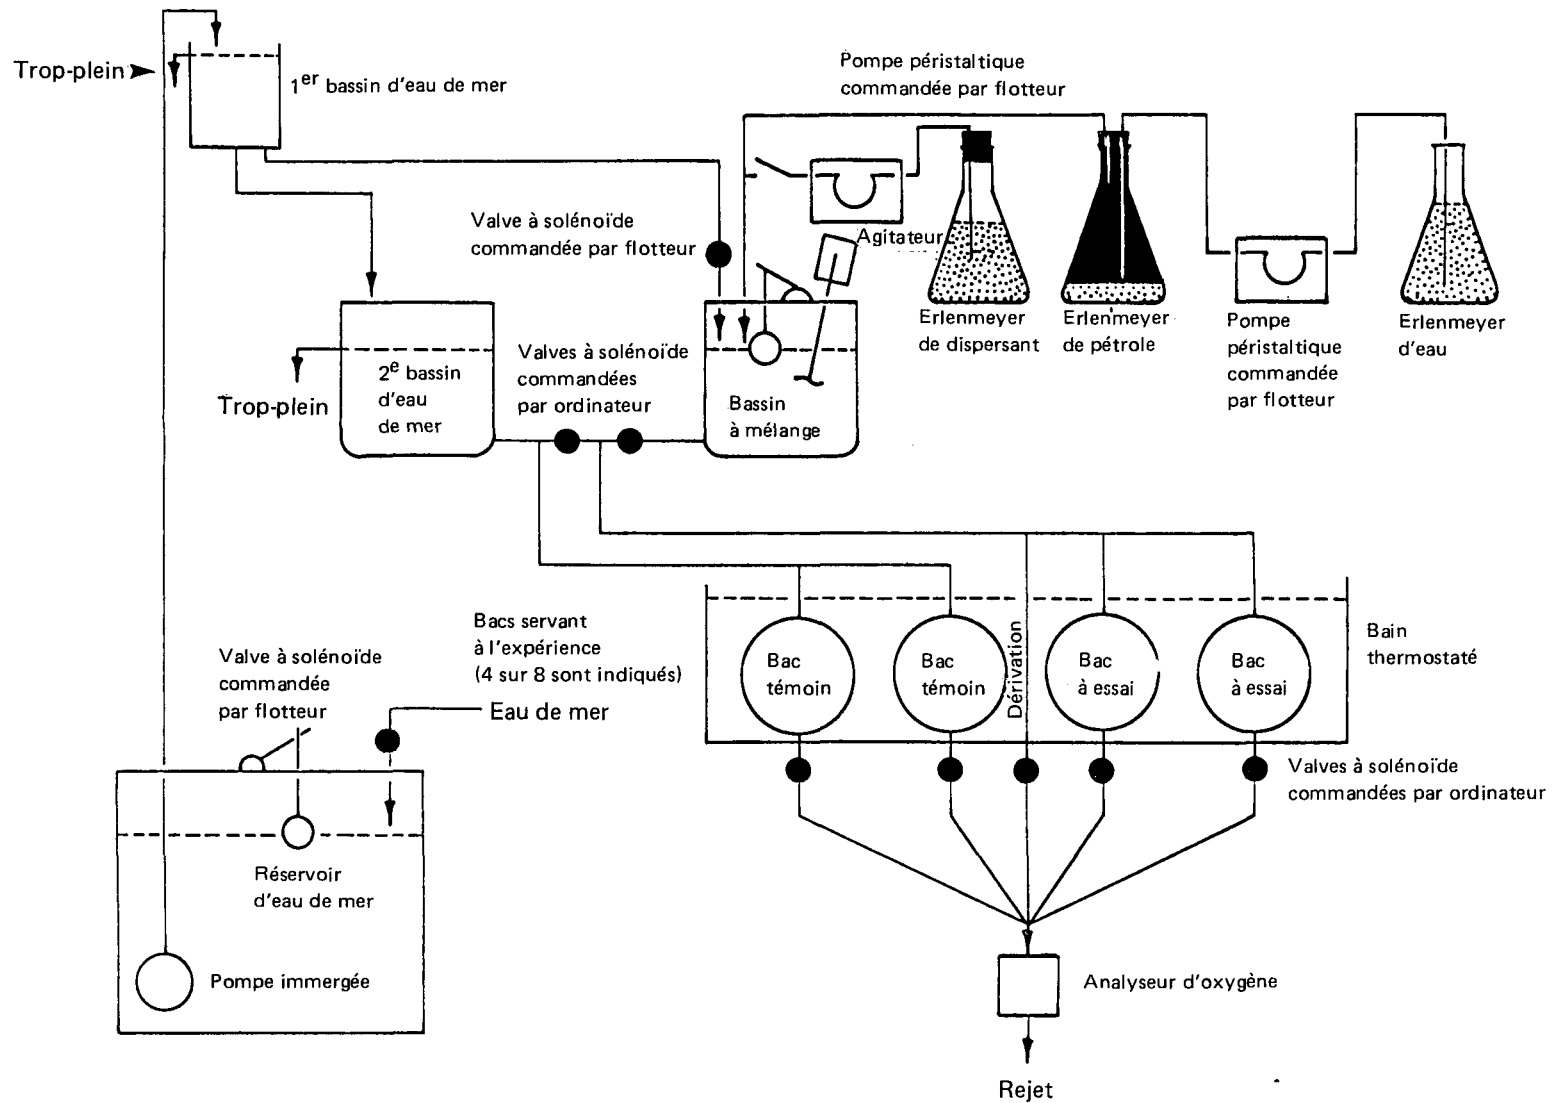 Trop-plein
1er bassin d'eau de mer
Pompe péristaltique
commandée par flotteur
Valve à solénoïde
commandée par flotteur
Agitateur
Erlenmeyer
de dispersant
Erlenmeyer
de pétrole
Pompe
péristaltique
commandée
par flotteur
Erlenmeyer
d'eau
2e bassin
d'eau
de mer
Trop-plein
Valves à solénoïde
commandées
par ordinateur
Bassin
à mélange
Bacs servant
à l'expérience
(4 sur 8 sont indiqués)
Valve à solénoïde
commandée
par flotteur
Eau de mer
Réservoir
d'eau de mer
Pompe immergée
Bac
témoin
Bac
témoin
Dérivation
Bac
à essai
Bac
à essai
Bain
thermostaté
Valves à solénoïde
commandées par ordinateur
Analyseur d'oxygène
Rejet